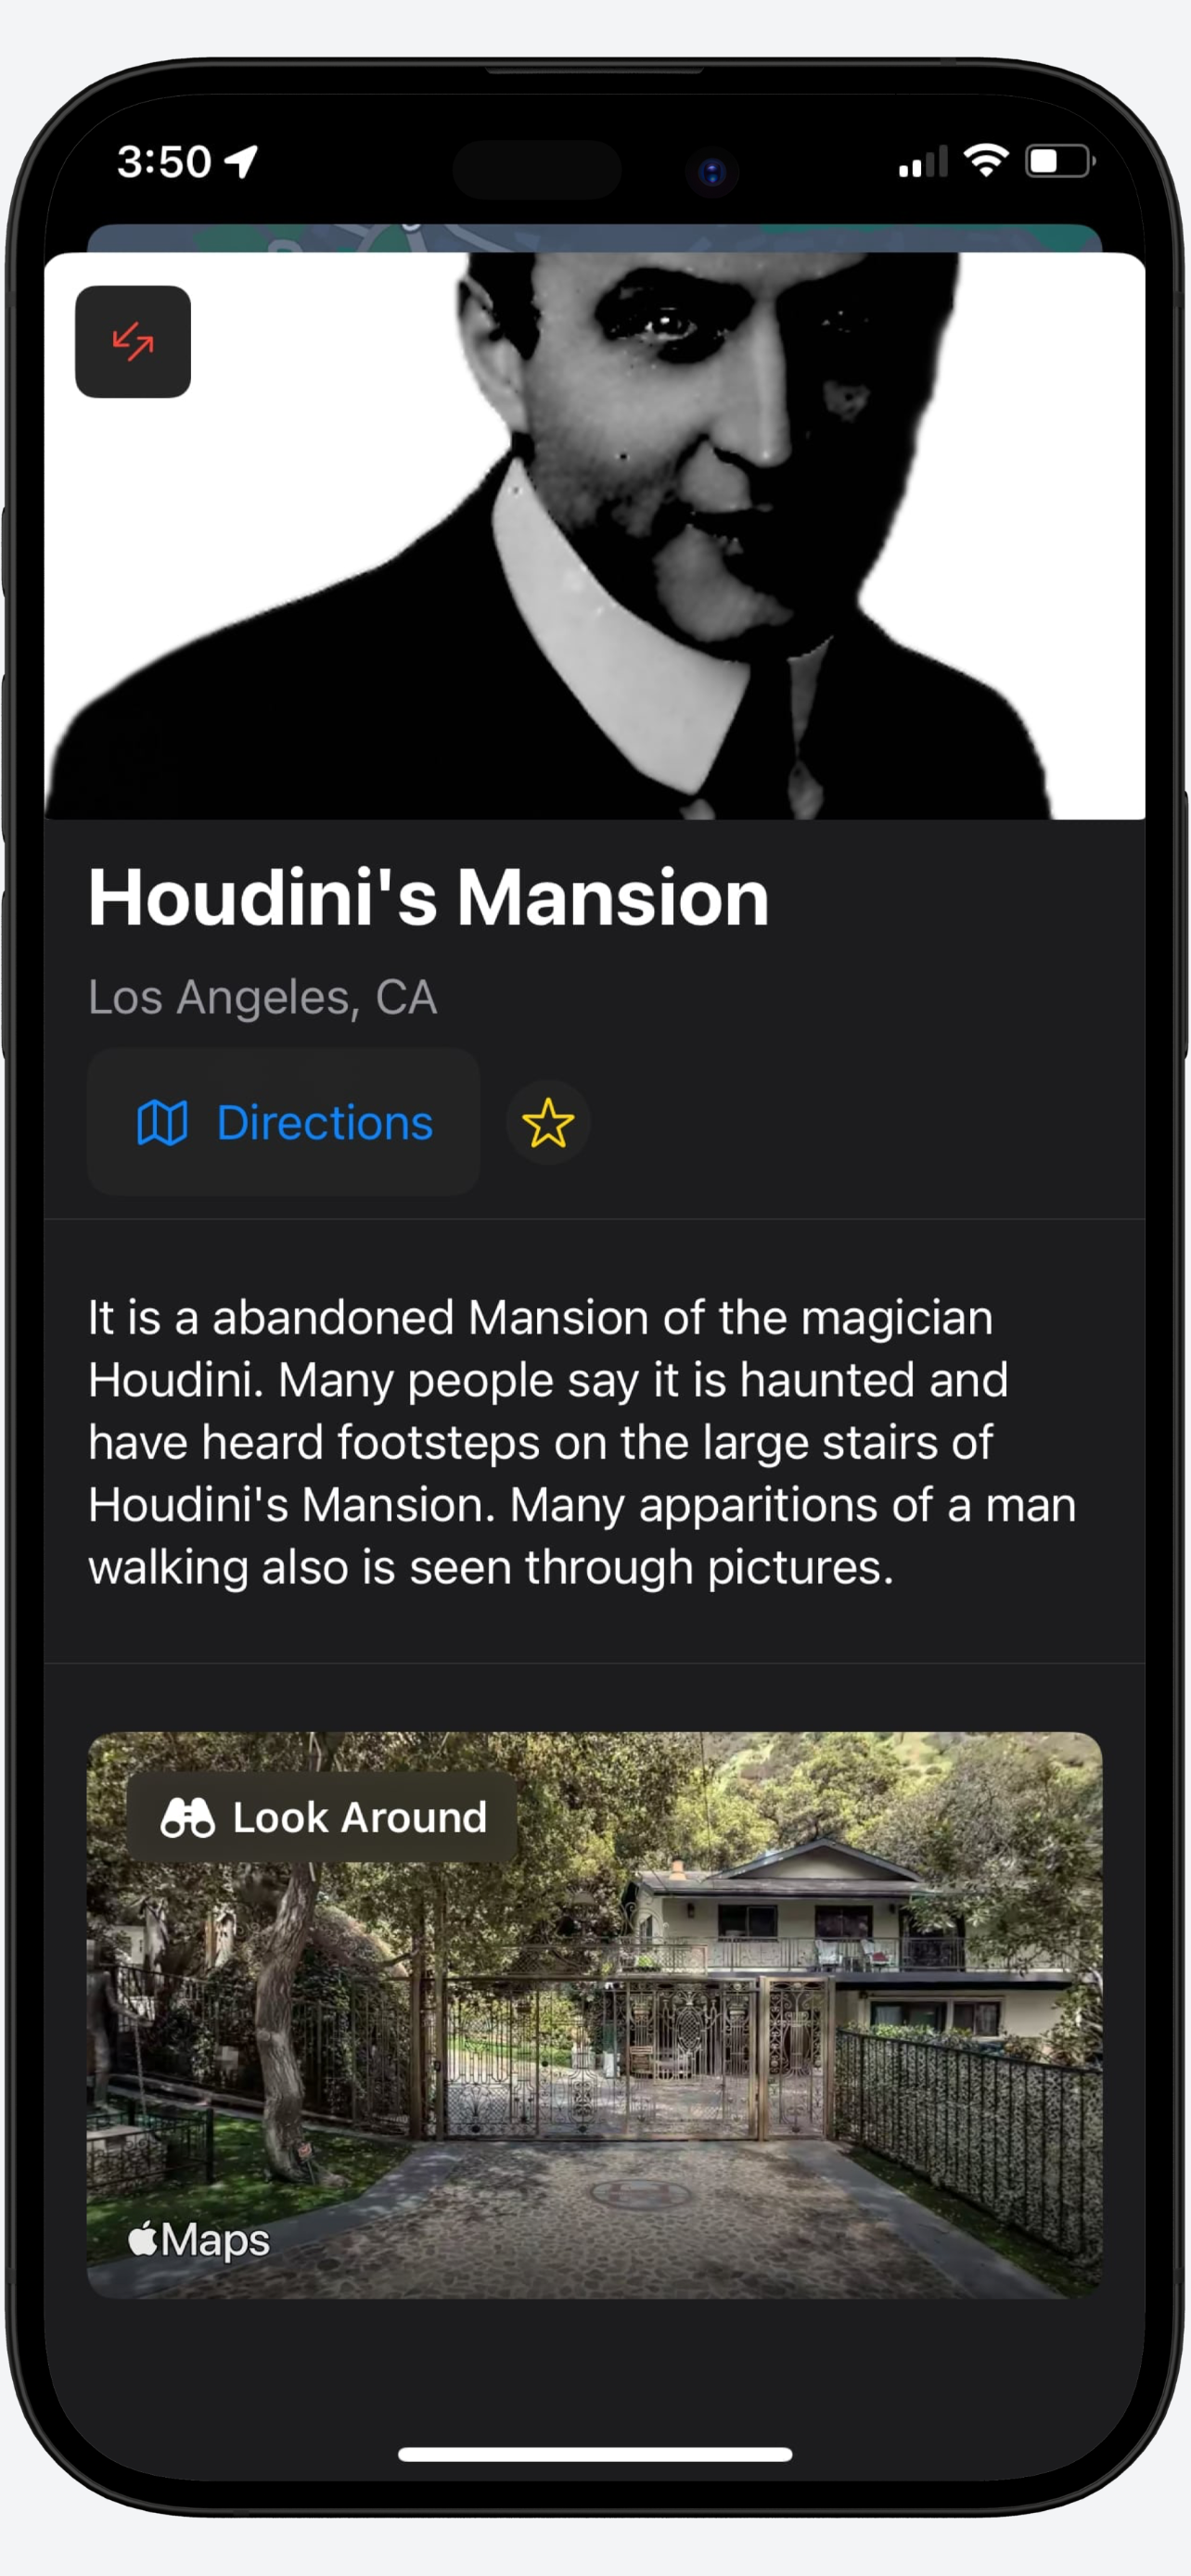 3:50
Houdini's Mansion
Los Angeles, CA
Directions
It is a abandoned Mansion of the magician
Houdini. Many people say it is haunted and
have heard footsteps on the large stairs of
Houdini's Mansion. Many apparitions of a man
walking also is seen through pictures.
Look Around
Maps